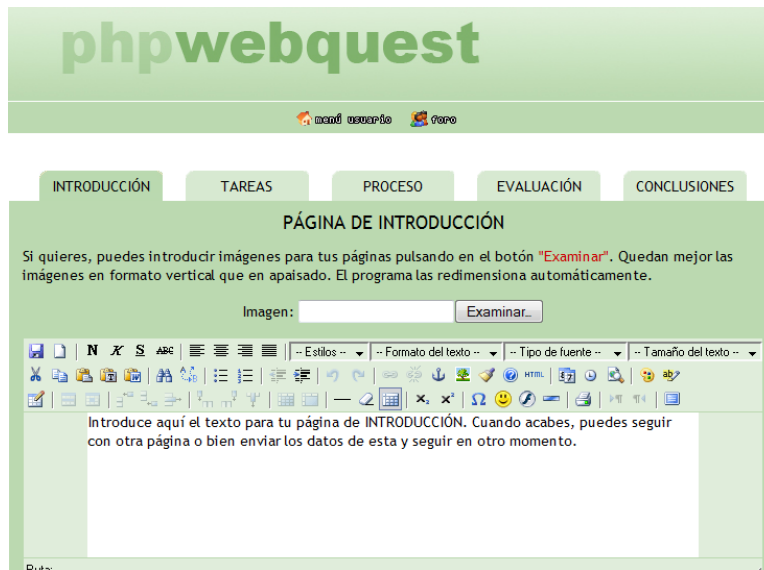 phpwebquest
menú usuario foro
INTRODUCCIÓN TAREAS PROCESO EVALUACIÓN CONCLUSIONES
PÁGINA DE INTRODUCCIÓN
Si quieres, puedes introducir imágenes para tus páginas pulsando en el botón "Examinar". Quedan mejor las
imágenes en formato vertical que en apaisado. El programa las redimensiona automáticamente.
Imagen: Examinar...
N K S ABC -- Estilos -- -- Formato del texto -- -- Tipo de fuente -- -- Tamaño del texto --
HTML
Introduce aquí el texto para tu página de INTRODUCCIÓN. Cuando acabes, puedes seguir
con otra página o bien enviar los datos de esta y seguir en otro momento.
Ruta: